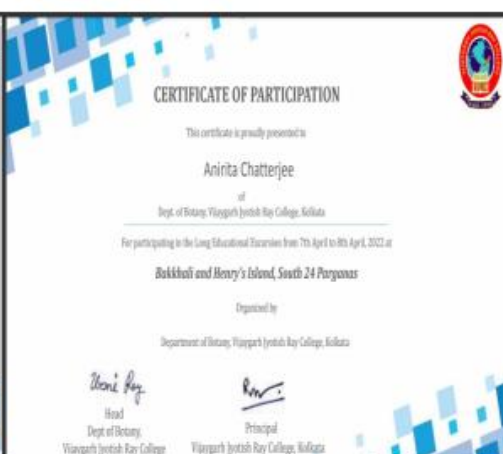 CERTIFICATE OF PARTICIPATION
This certificate is proudly presented to
Anirita Chatterjee
of
Dept. of Botany, Vijaygarh Jyotish Ray College, Kolkata
For participating in the Long Educational Excursion from 7th April to 8th April, 2022 at
Bakkhali and Henry's Island, South 24 Parganas
Organised by
Department of Botany, Vijaygarh Jyotish Ray College, Kolkata
Head
Principal
Dept of Botany,
Vijaygarh Jyotish Ray College, Kolkata
Vijaygarh Jyotish Ray College